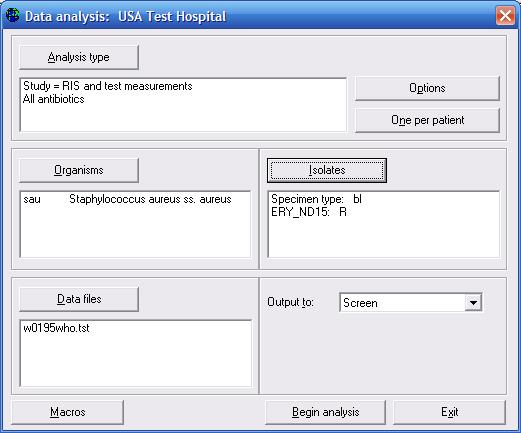 Data analysis:  USA Test Hospital
Analysis type
Study = RIS and test measurements
All antibiotics
Options
One per patient
Organisms
sau Staphylococcus aureus ss. aureus
Isolates
Specimen type: bl
ERY_ND15: R
Data files
w0195who.tst
Output to: Screen
Macros
Begin analysis
Exit